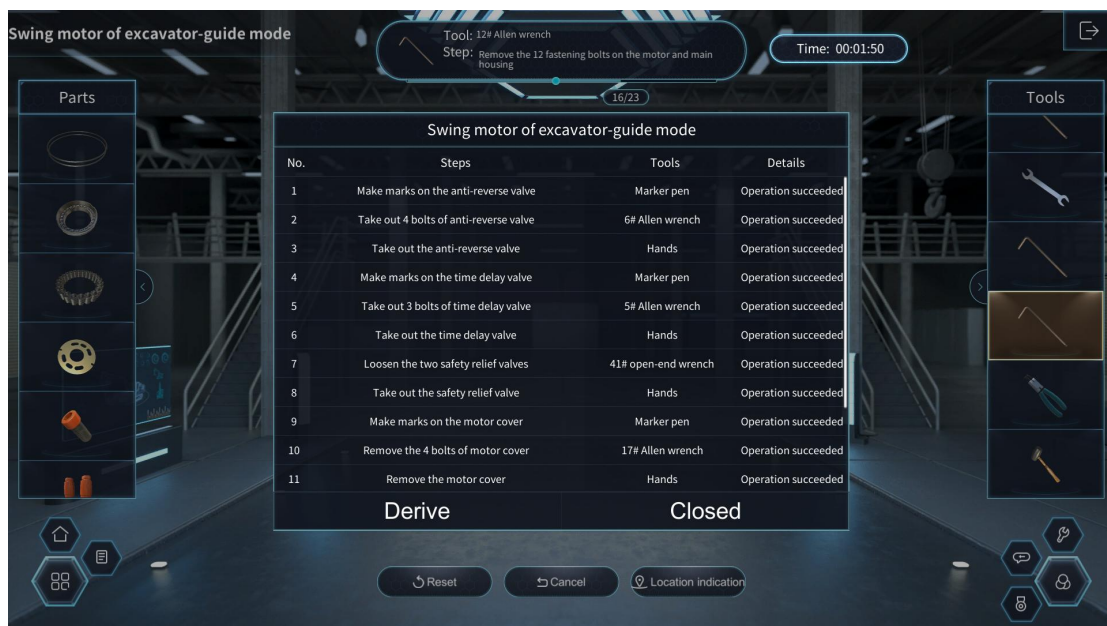 Swing motor of excavator-guide mode
Tool: 12# Allen wrench
Step: Remove the 12 fastening bolts on the motor and main
housing
Time: 00:01:50
16/23
Parts
Tools
Swing motor of excavator-guide mode
No. Steps Tools Details
1 Make marks on the anti-reverse valve Marker pen Operation succeeded
2 Take out 4 bolts of anti-reverse valve 6# Allen wrench Operation succeeded
3 Take out the anti-reverse valve Hands Operation succeeded
4 Make marks on the time delay valve Marker pen Operation succeeded
5 Take out 3 bolts of time delay valve 5# Allen wrench Operation succeeded
6 Take out the time delay valve Hands Operation succeeded
7 Loosen the two safety relief valves 41# open-end wrench Operation succeeded
8 Take out the safety relief valve Hands Operation succeeded
9 Make marks on the motor cover Marker pen Operation succeeded
10 Remove the 4 bolts of motor cover 17# Allen wrench Operation succeeded
11 Remove the motor cover Hands Operation succeeded
Derive Closed
Reset Cancel Location indication